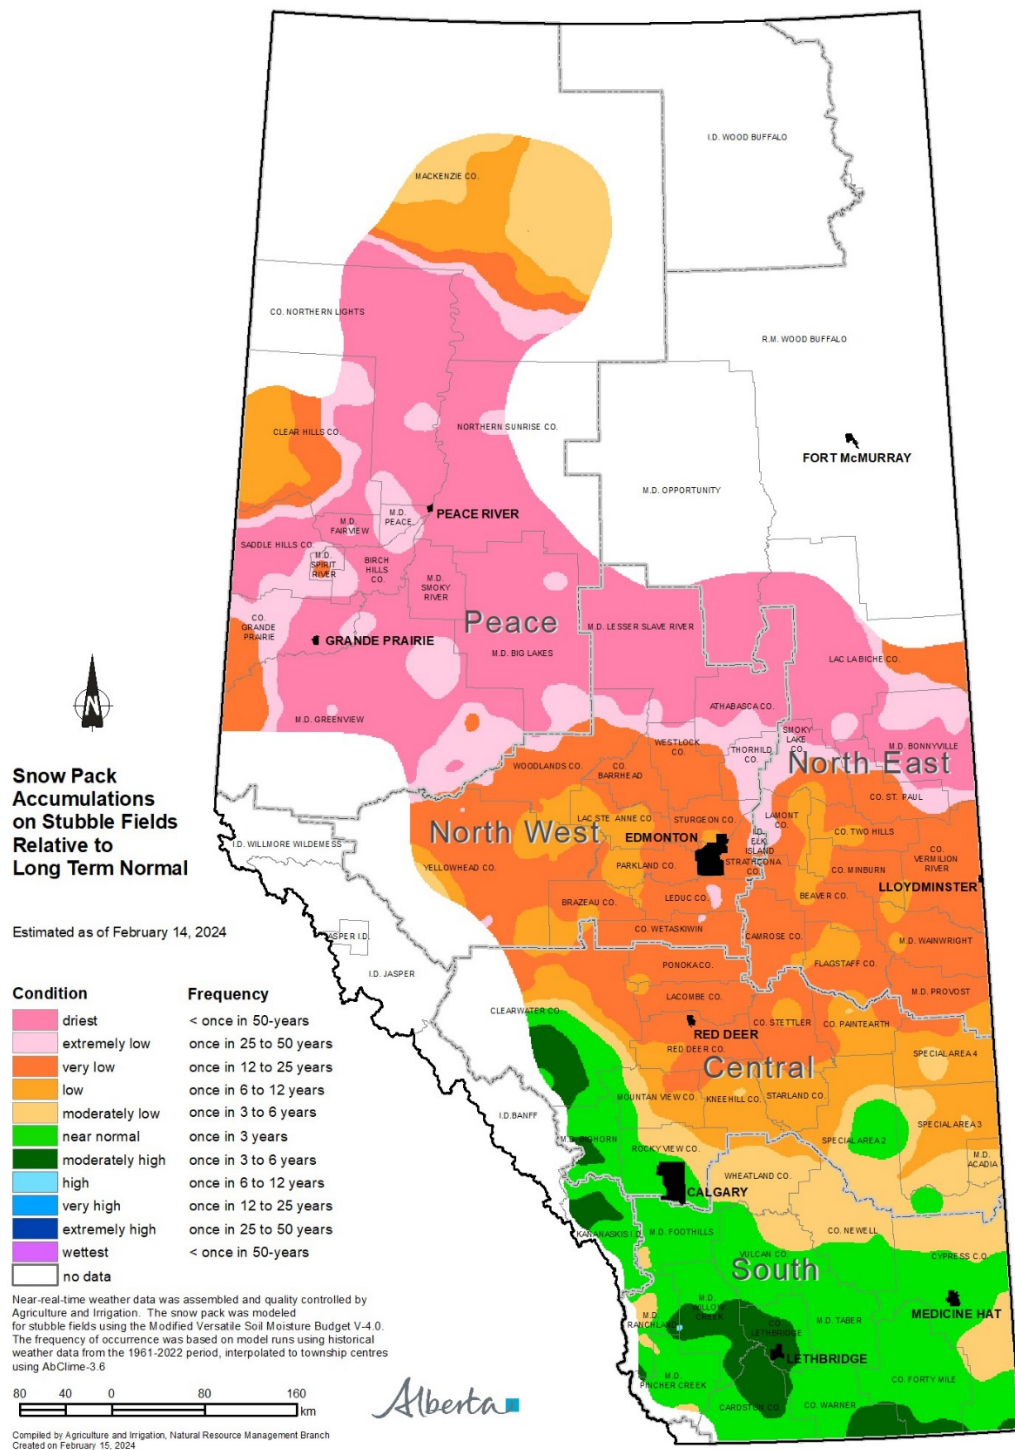 I.D. WOOD BUFFALO
MACKENZIE CO.
CO. NORTHERN LIGHTS
R.M. WOOD BUFFALO
CLEAR HILLS CO.
NORTHERN SUNRISE CO.
FORT McMURRAY
M.D. OPPORTUNITY
PEACE RIVER
M.D.
PEACE
M.D.
FAIRVIEW
SADDLE HILLS CO.
M.D.
SPIRIT
RIVER
BIRCH
HILLS
CO.
M.D.
SMOKY
RIVER
CO.
GRANDE
PRAIRIE
GRANDE PRAIRIE
Peace
M.D. LESSER SLAVE RIVER
M.D. BIG LAKES
LAC LA BICHE CO.
M.D. GREENVIEW
ATHABASCA CO.
N
WESTLOCK
CO.
THORHILD
CO.
SMOKY
LAKE
CO.
M.D. BONNYVILLE
North East
WOODLANDS CO.
CO.
BARRHEAD
CO. ST. PAUL
Snow Pack
Accumulations
on Stubble Fields
Relative to
Long Term Normal
North West
LAC STE ANNE CO.
STURGEON CO.
LAMONT
CO.
CO. TWO HILLS
EDMONTON
I.D.
ELK
ISLAND
I.D. WILLMORE WILDERNESS
YELLOWHEAD CO.
PARKLAND CO.
STRATHCONA
CO.
CO. MINBURN
CO.
VERMILION
RIVER
LLOYDMINSTER
BRAZEAU CO.
LEDUC CO.
BEAVER CO.
Estimated as of February 14, 2024
JASPER I.D.
CO. WETASKIWIN
CAMROSE CO.
M.D. WAINWRIGHT
I.D. JASPER
PONOKA CO.
FLAGSTAFF CO.
M.D. PROVOST
CLEARWATER CO.
LACOMBE CO.
RED DEER
CO. STETTLER
CO. PAINTEARTH
RED DEER CO.
Central
SPECIAL AREA 4
MOUNTAIN VIEW CO.
KNEEHILL CO.
STARLAND CO.
I.D. BANFF
M.D. BIGHORN
ROCKY VIEW CO.
SPECIAL AREA 2
SPECIAL AREA 3
M.D.
ACADIA
WHEATLAND CO.
CALGARY
KANANASKIS I.D.
M.D. FOOTHILLS
CO. NEWELL
VULCAN CO.
CYPRESS C.O.
South
M.D.
WILLOW
CREEK
MEDICINE HAT
M.D.
RANCHLAND
CO.
LETHBRIDGE
M.D. TABER
LETHBRIDGE
M.D.
PINCHER CREEK
CO. FORTY MILE
CARDSTON CO.
CO. WARNER
Condition Frequency
driest < once in 50-years
extremely low once in 25 to 50 years
very low once in 12 to 25 years
low once in 6 to 12 years
moderately low once in 3 to 6 years
near normal once in 3 years
moderately high once in 3 to 6 years
high once in 6 to 12 years
very high once in 12 to 25 years
extremely high once in 25 to 50 years
wettest < once in 50-years
no data
Near-real-time weather data was assembled and quality controlled by
Agriculture and Irrigation. The snow pack was modeled
for stubble fields using the Modified Versatile Soil Moisture Budget V-4.0.
The frequency of occurrence was based on model runs using historical
weather data from the 1961-2022 period, interpolated to township centres
using AbClime-3.6
80 40 0 80 160
km
Alberta
Compiled by Agriculture and Irrigation, Natural Resource Management Branch
Created on February 15, 2024